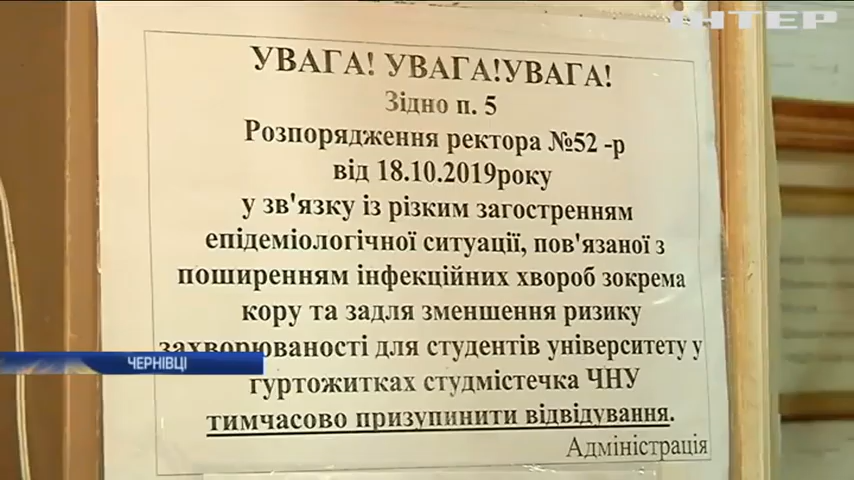 ІНТЕР
УВАГА! УВАГА!УВАГА!
Зідно п. 5
Розпорядження ректора №52 -р
від 18.10.2019року
у зв'язку із різким загостренням
епідеміологічної ситуації, пов'язаної з
поширенням інфекційних хвороб зокрема
кору та задля зменшення ризику
захворюваності для студентів університету у
ЧЕРНІВЦІ
гуртожитках студмістечка ЧНУ
тимчасово призупинити відвідування.
Адміністрація